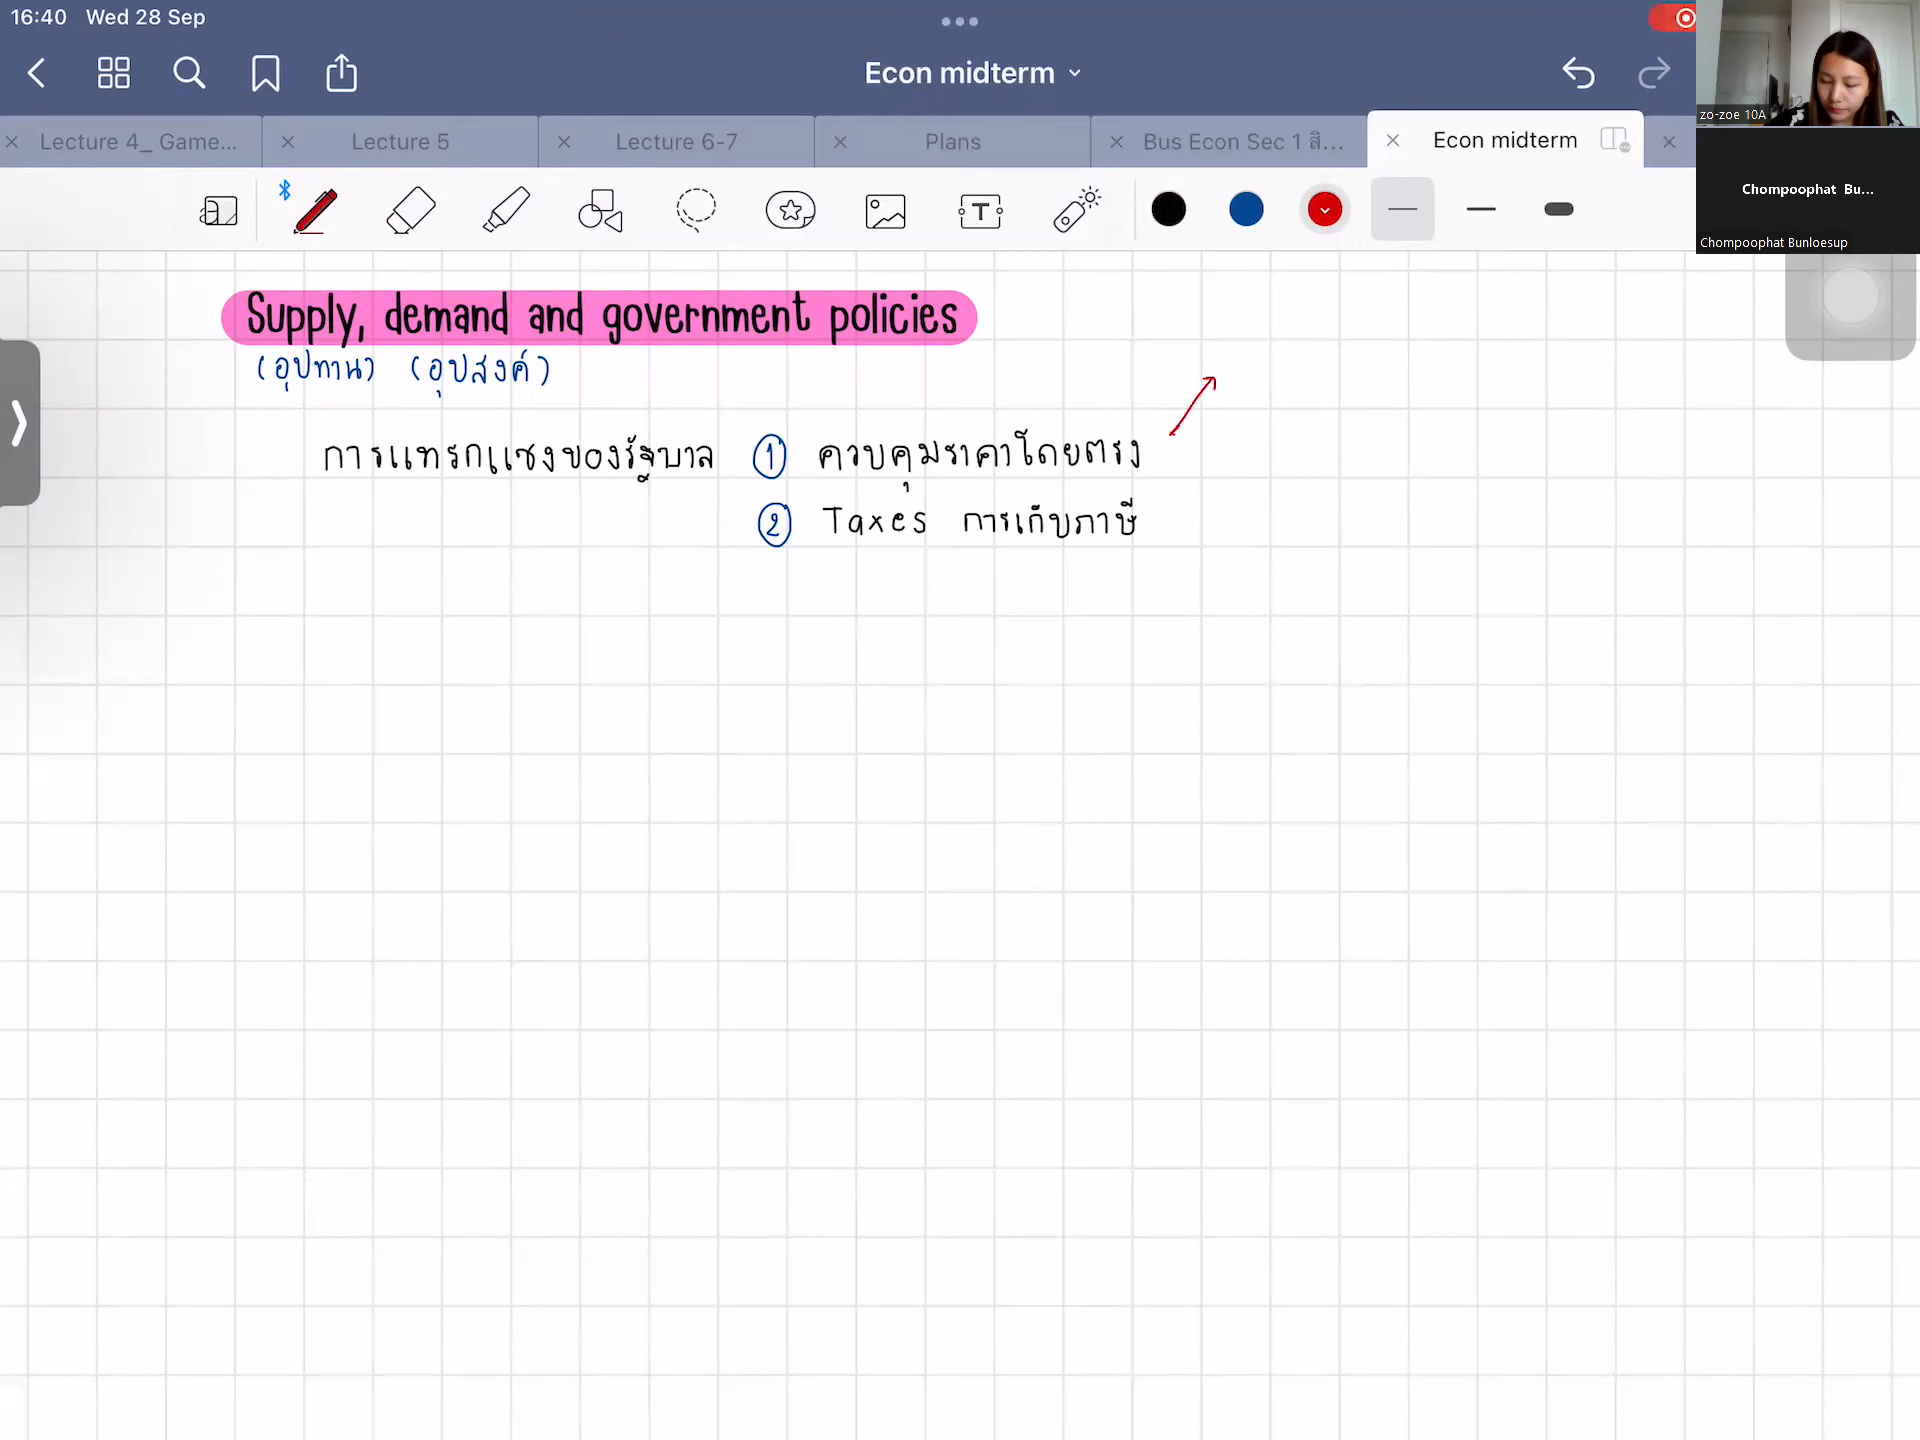 16:40 Wed 28 Sep
Econ midterm
zo-zoe 10A
Lecture 4_ Game...
Lecture 5
Lecture 6-7
Plans
Bus Econ Sec 1 สิ...
Econ midterm
Chompoophat Bu...
Chompoophat Bunloesup
Supply, demand and government policies
(อุปทาน) (อุปสงค์)
การแทรกแซงของรัฐบาล ① ควบคุมราคาโดยตรง
② Taxes การเก็บภาษี